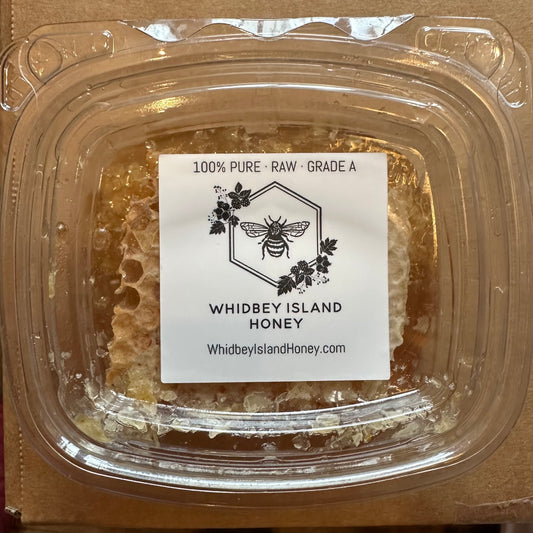 100% PURE · RAW · GRADE A
WHIDBEY ISLAND
HONEY
WhidbeyIslandHoney.com